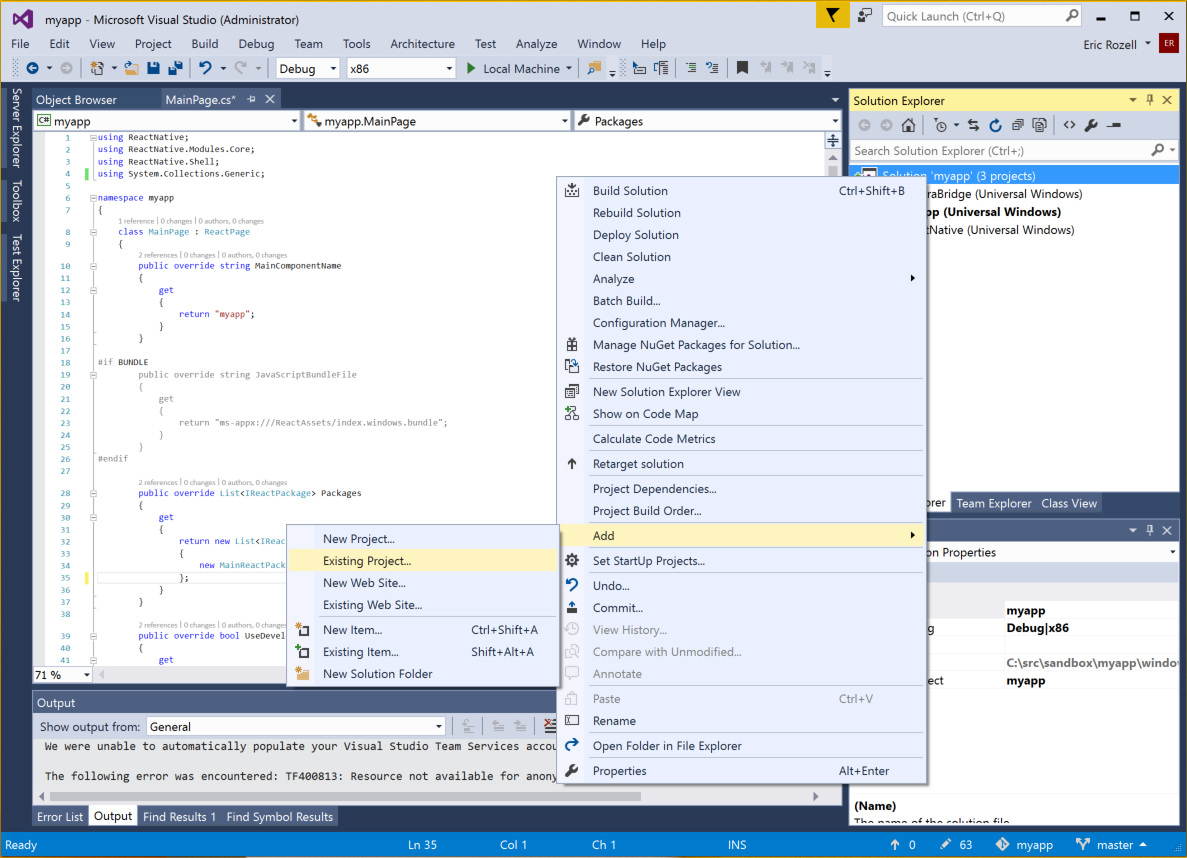 myapp - Microsoft Visual Studio (Administrator)
Quick Launch (Ctrl+Q)
File Edit View Project Build Debug Team Tools Architecture Test Analyze Window Help
Eric Rozell ER
Debug x86 Local Machine
Server Explorer
Toolbox
Test Explorer
Object Browser MainPage.cs*
C# myapp myapp.MainPage Packages
1 using ReactNative;
2 using ReactNative.Modules.Core;
3 using ReactNative.Shell;
4 using System.Collections.Generic;
5
6 namespace myapp
7 {
1 reference | 0 changes | 0 authors, 0 changes
8 class MainPage : ReactPage
9 {
2 references | 0 changes | 0 authors, 0 changes
10 public override string MainComponentName
11 {
12 get
13 {
14 return "myapp";
15 }
16 }
17
18 #if BUNDLE
19 public override string JavaScriptBundleFile
20 {
21 get
22 {
23 return "ms-appx:///ReactAssets/index.windows.bundle";
24 }
25 }
26 #endif
27
2 references | 0 changes | 0 authors, 0 changes
28 public override List<IReactPackage> Packages
29 {
30 get
31 {
32 return new List<IReac
33 {
34 new MainReactPack
35 };
36 }
37 }
38
2 references | 0 changes | 0 authors, 0 changes
39 public override bool UseDevel
40 {
41 get
71 %
New Project...
Existing Project...
New Web Site...
Existing Web Site...
New Item... Ctrl+Shift+A
Existing Item... Shift+Alt+A
New Solution Folder
Build Solution Ctrl+Shift+B
Rebuild Solution
Deploy Solution
Clean Solution
Analyze
Batch Build...
Configuration Manager...
Manage NuGet Packages for Solution...
Restore NuGet Packages
New Solution Explorer View
Show on Code Map
Calculate Code Metrics
Retarget solution
Project Dependencies...
Project Build Order...
Add
Set StartUp Projects...
Undo...
Commit...
View History...
Compare with Unmodified...
Annotate
Paste Ctrl+V
Rename
Open Folder in File Explorer
Properties Alt+Enter
Solution Explorer
Search Solution Explorer (Ctrl+;)
Solution 'myapp' (3 projects)
raBridge (Universal Windows)
pp (Universal Windows)
tNative (Universal Windows)
rer Team Explorer Class View
on Properties
myapp
g Debug|x86
C:\src\sandbox\myapp\window
ect myapp
(Name)
The name of the solution file.
Output
Show output from: General
We were unable to automatically populate your Visual Studio Team Services accou
The following error was encountered: TF400813: Resource not available for anony
Error List Output Find Results 1 Find Symbol Results
Ready Ln 35 Col 1 Ch 1 INS 0 63 myapp master